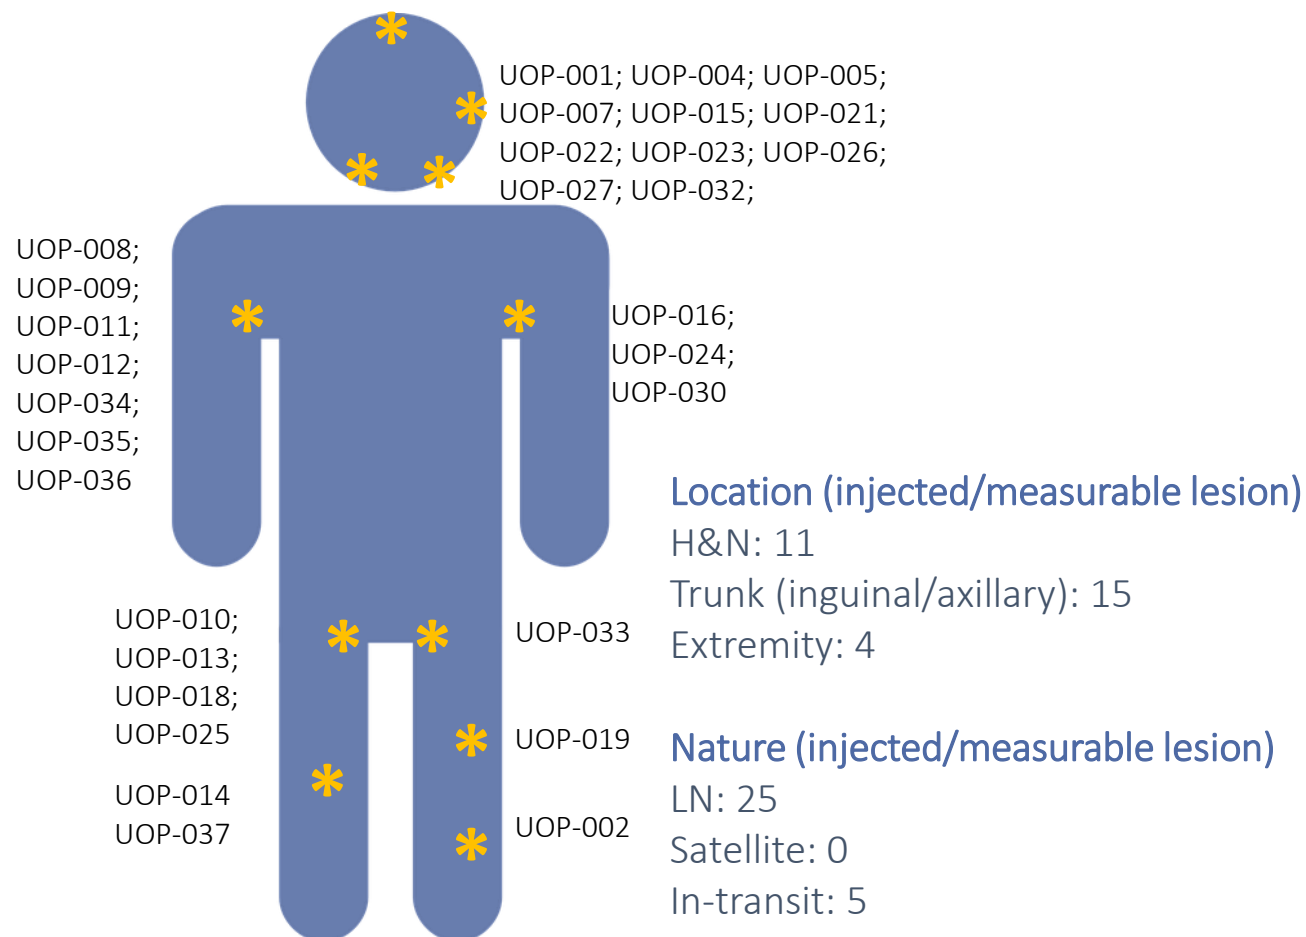 UOP-001; UOP-004; UOP-005;
UOP-007; UOP-015; UOP-021;
UOP-022; UOP-023; UOP-026;
UOP-027; UOP-032;
UOP-008;
UOP-009;
UOP-011;
UOP-012;
UOP-034;
UOP-035;
UOP-036
UOP-016;
UOP-024;
UOP-030
UOP-010;
UOP-013;
UOP-018;
UOP-025
UOP-014
UOP-037
UOP-033
UOP-019
UOP-002
Location (injected/measurable lesion)
H&N: 11
Trunk (inguinal/axillary): 15
Extremity: 4
Nature (injected/measurable lesion)
LN: 25
Satellite: 0
In-transit: 5